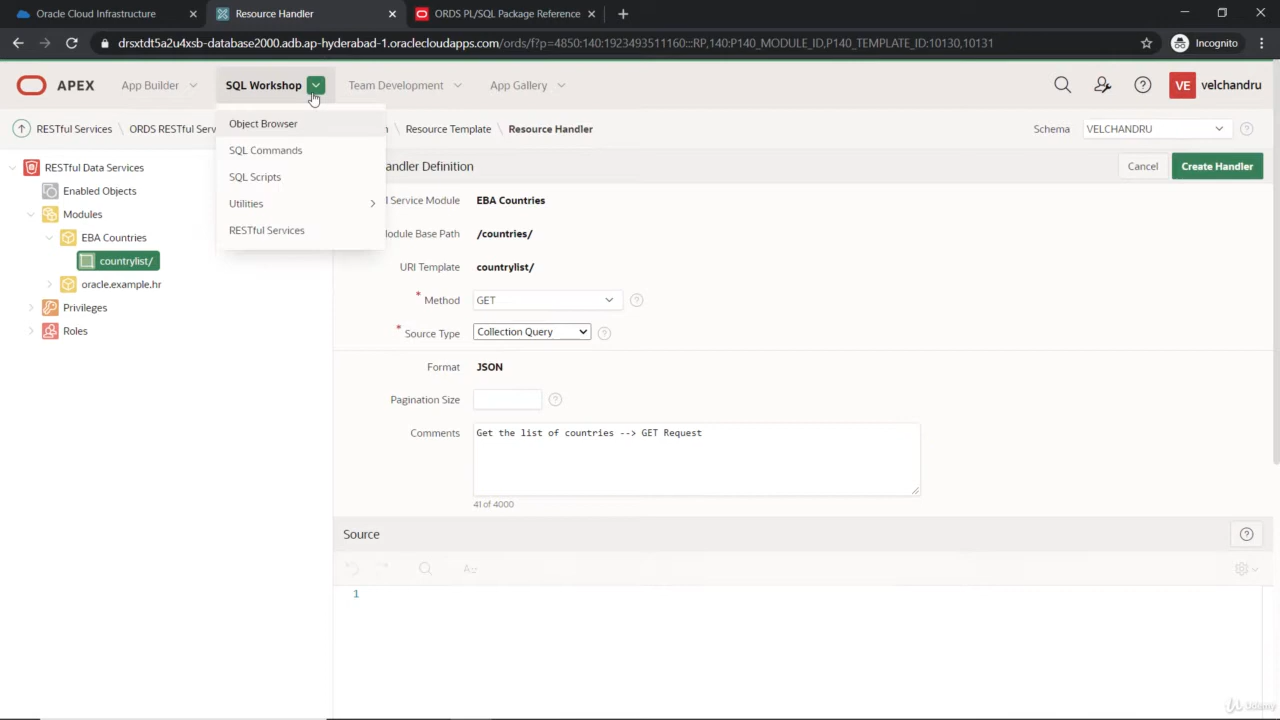 Oracle Cloud Infrastructure
Resource Handler
ORDS PL/SQL Package Reference
drsxtdt5a2u4xsb-database2000.adb.ap-hyderabad-1.oraclecloudapps.com/ords/f?p=4850:140:1923493511160:::RP,140:P140_MODULE_ID,P140_TEMPLATE_ID:10130,10131
Incognito
APEX
App Builder
SQL Workshop
Team Development
App Gallery
VE
velchandru
RESTful Services \ ORDS RESTful Serv
\ Resource Template \ Resource Handler
Schema
VELCHANDRU
Object Browser
SQL Commands
SQL Scripts
Utilities
RESTful Services
RESTful Data Services
Enabled Objects
Modules
EBA Countries
countrylist/
oracle.example.hr
Privileges
Roles
andler Definition
Cancel
Create Handler
l Service Module EBA Countries
odule Base Path /countries/
URI Template countrylist/
* Method GET
* Source Type Collection Query
Format JSON
Pagination Size
Comments Get the list of countries --> GET Request
41 of 4000
Source
1
Udemy